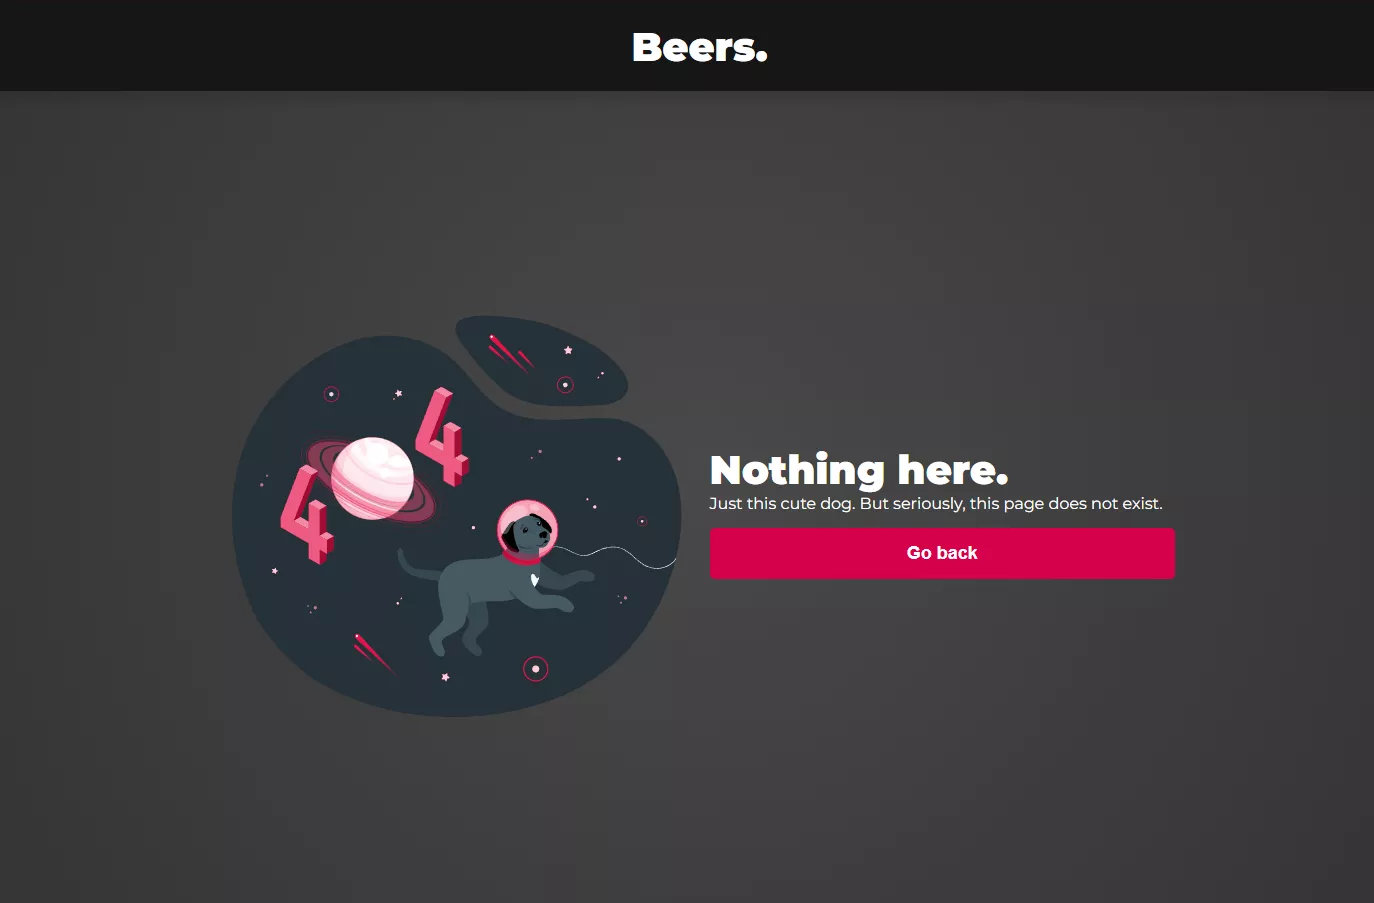 Beers.
4
4
Nothing here.
Just this cute dog. But seriously, this page does not exist.
Go back